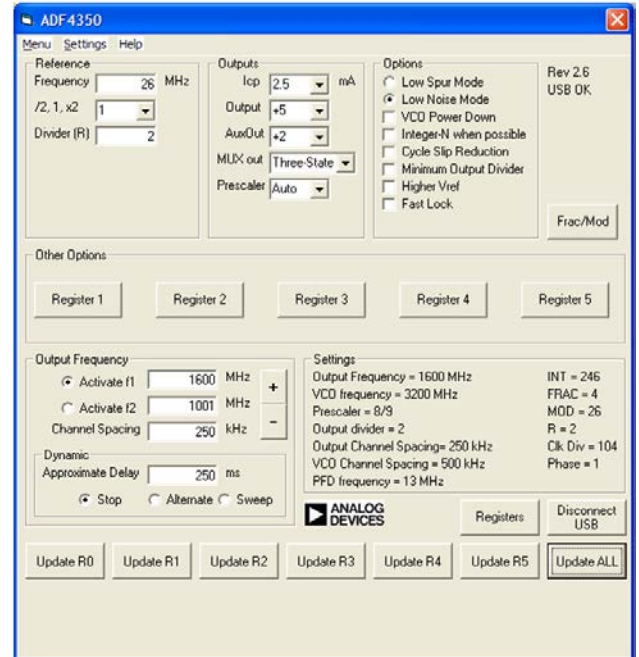 ADF4350
Menu Settings Help
Reference
Frequency 26 MHz
/2, 1, x2 1
Divider (R) 2
Outputs
Icp 2.5 mA
Output +5
AuxOut +2
MUX out Three-State
Prescaler Auto
Options
Low Spur Mode
Low Noise Mode
VCO Power Down
Integer-N when possible
Cycle Slip Reduction
Minimum Output Divider
Higher Vref
Fast Lock
Rev 2.6
USB OK
Frac/Mod
Other Options
Register 1 Register 2 Register 3 Register 4 Register 5
Output Frequency
Activate f1 1600 MHz +
Activate f2 1001 MHz
Channel Spacing 250 kHz -
Dynamic
Approximate Delay 250 ms
Stop Alternate Sweep
Settings
Output Frequency = 1600 MHz
VCO frequency = 3200 MHz
Prescaler = 8/9
Output divider = 2
Output Channel Spacing= 250 kHz
VCO Channel Spacing = 500 kHz
PFD frequency = 13 MHz
INT = 246
FRAC = 4
MOD = 26
R = 2
Clk Div = 104
Phase = 1
ANALOG
DEVICES
Registers
Disconnect
USB
Update R0 Update R1 Update R2 Update R3 Update R4 Update R5 Update ALL